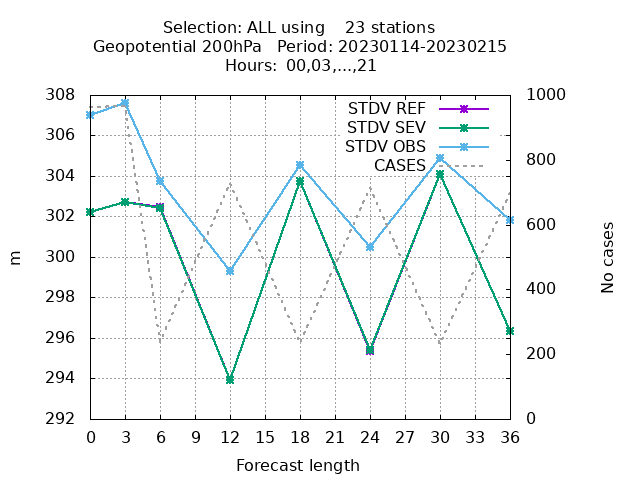 Selection: ALL using    23 stations
Geopotential 200hPa   Period: 20230114-20230215
Hours: 00,03,...,21
308 1000
STDV REF
306
STDV SEV
STDV OBS
304 800
CASES
302 600
300
m
No cases
298 400
296 200
294
292 0
0 3 6 9 12 15 18 21 24 27 30 33 36
Forecast length